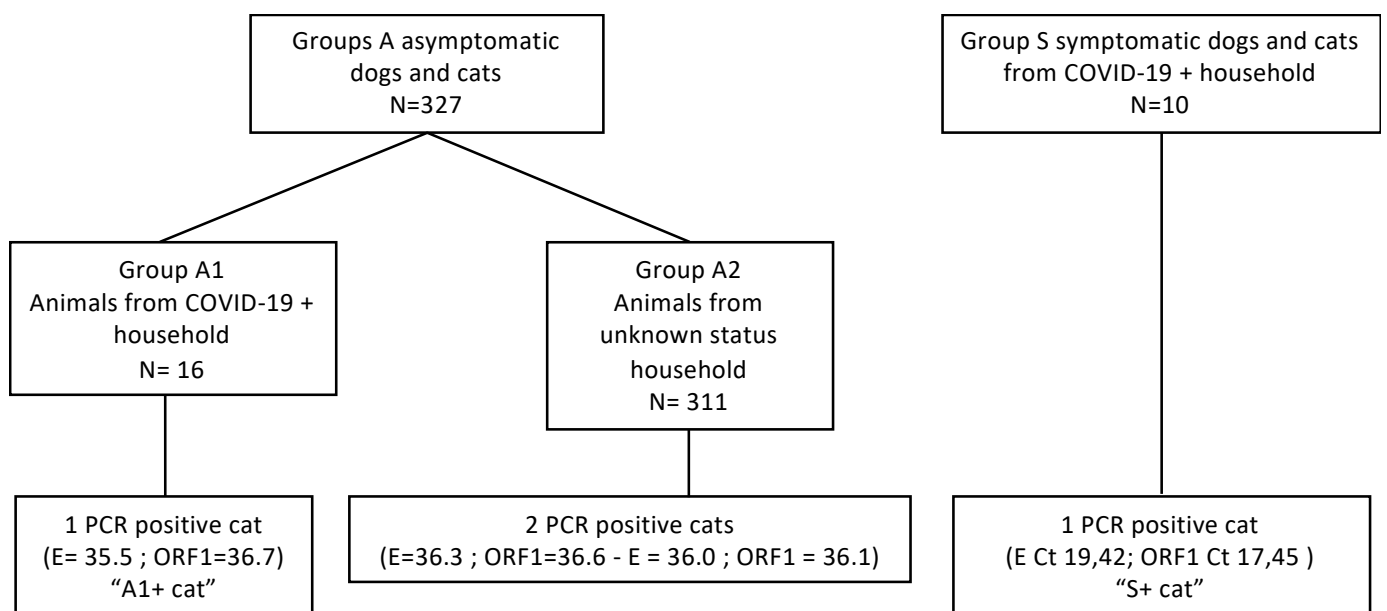 Groups A asymptomatic
dogs and cats
N=327
Group S symptomatic dogs and cats
from COVID-19 + household
N=10
Group A1
Animals from COVID-19 +
household
N= 16
Group A2
Animals from
unknown status
household
N= 311
1 PCR positive cat
(E= 35.5 ; ORF1=36.7)
“A1+ cat”
2 PCR positive cats
(E=36.3 ; ORF1=36.6 - E = 36.0 ; ORF1 = 36.1)
1 PCR positive cat
(E Ct 19,42; ORF1 Ct 17,45 )
“S+ cat”